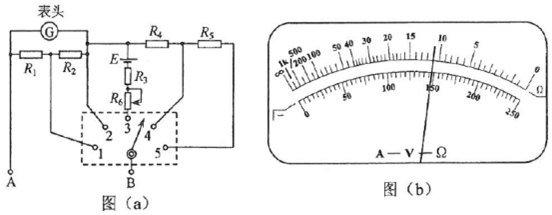 表头
G
R₁ R₂
R₄ R₅
E
R₃
R₆
3
2 4
1 5
A B
图（a）
∞ 1k 500 200 100 50 40 30 20 15 10 5 0 Ω
0 50 100 150 200 250
A — V — Ω
图（b）